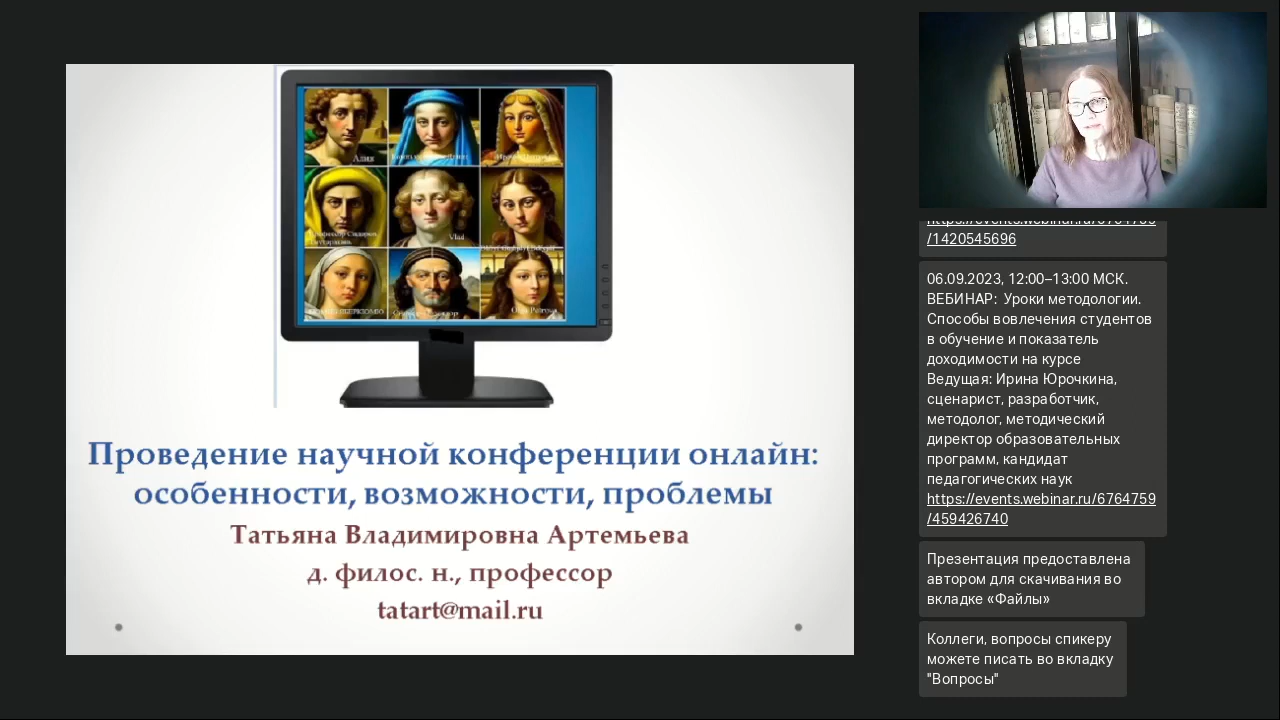 Алия
Vlad
Проведение научной конференции онлайн:
особенности, возможности, проблемы
Татьяна Владимировна Артемьева
д. филос. н., профессор
tatart@mail.ru
/1420545696
06.09.2023, 12:00–13:00 МСК.
ВЕБИНАР:  Уроки методологии.
Способы вовлечения студентов
в обучение и показатель
доходимости на курсе
Ведущая: Ирина Юрочкина,
сценарист, разработчик,
методолог, методический
директор образовательных
программ, кандидат
педагогических наук
https://events.webinar.ru/6764759
/459426740
Презентация предоставлена
автором для скачивания во
вкладке «Файлы»
Коллеги, вопросы спикеру
можете писать во вкладку
"Вопросы"